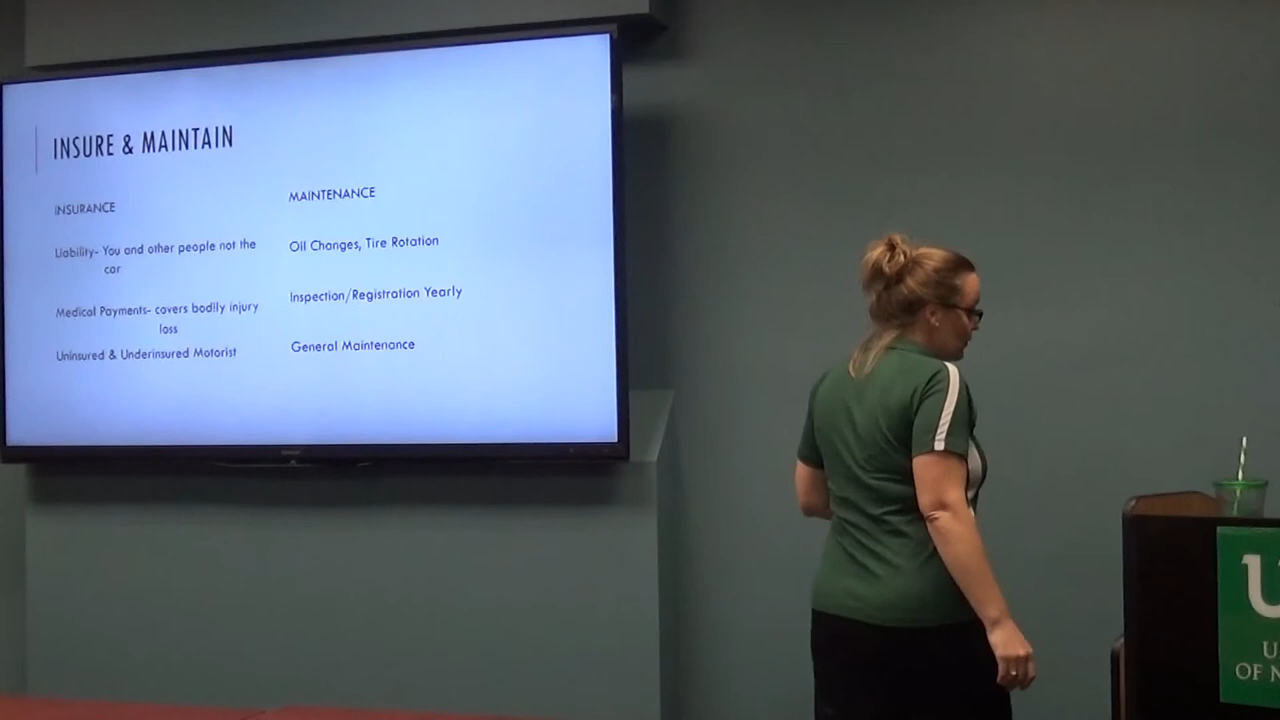 INSURE & MAINTAIN
INSURANCE
Liability- You and other people not the
car
Medical Payments- covers bodily injury
loss
Uninsured & Underinsured Motorist
MAINTENANCE
Oil Changes, Tire Rotation
Inspection/Registration Yearly
General Maintenance
U
U
OF N